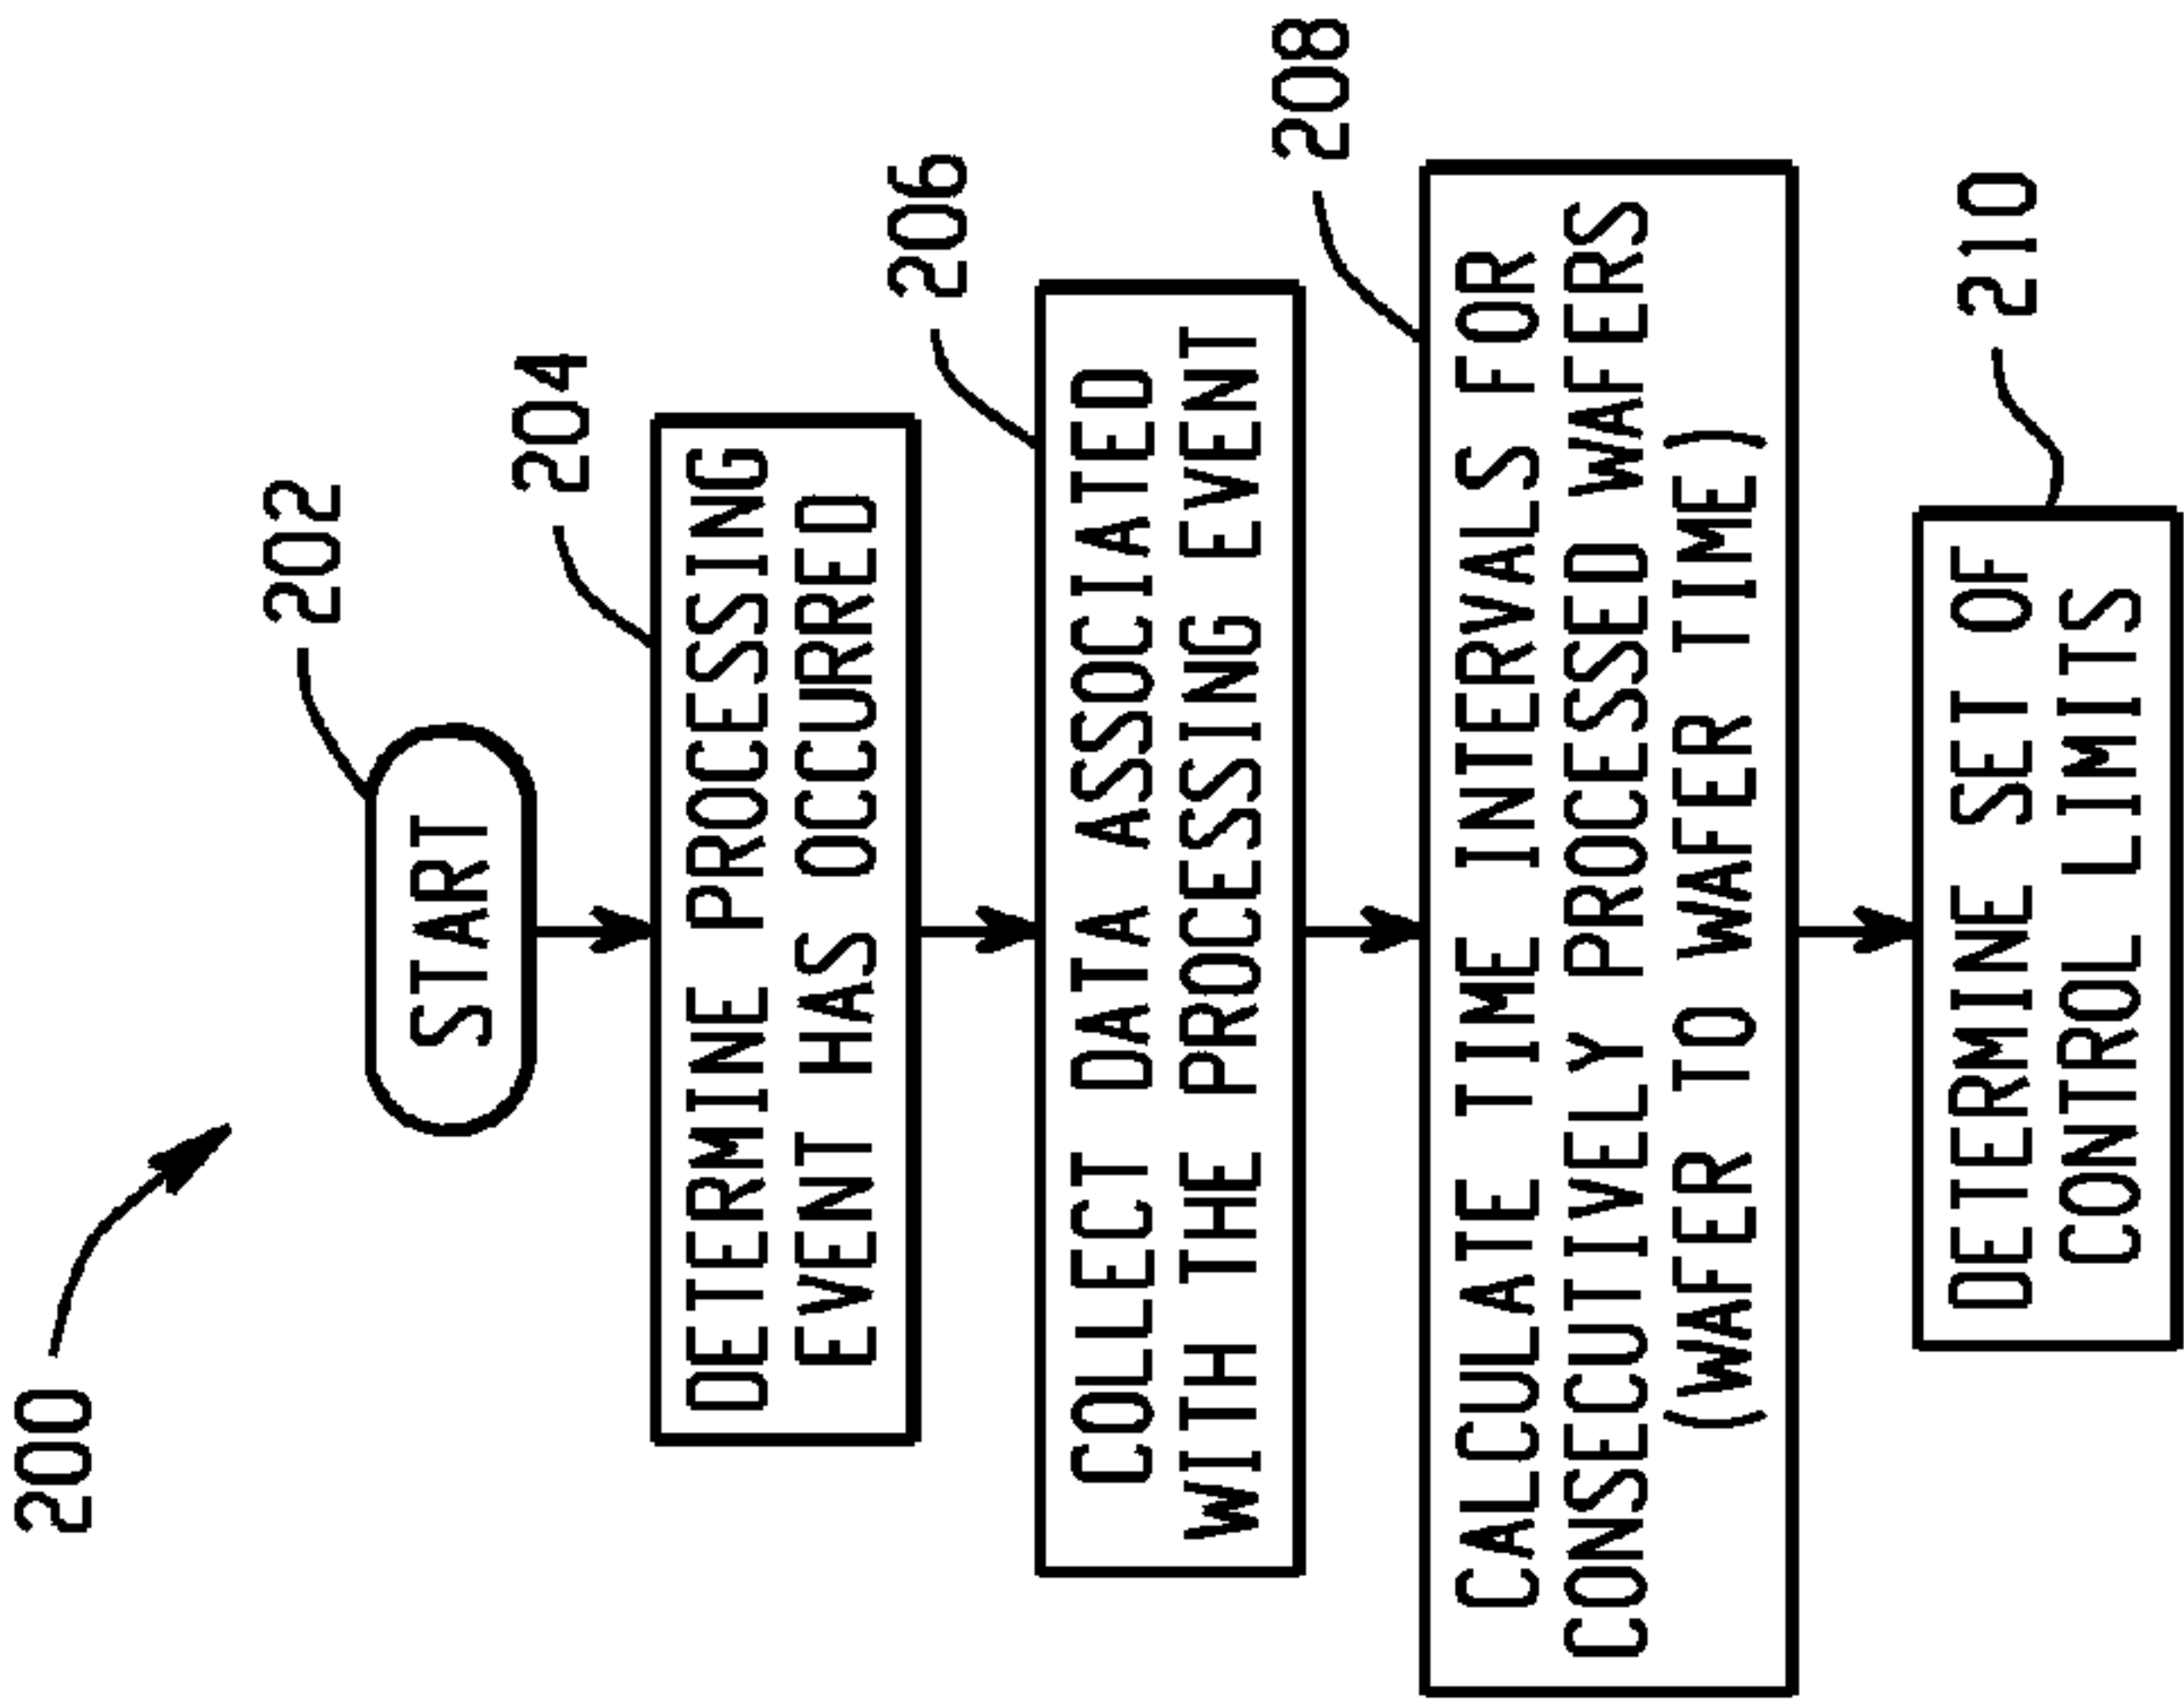 200
202
START
204
DETERMINE PROCESSING
EVENT HAS OCCURRED
206
COLLECT DATA ASSOCIATED
WITH THE PROCESSING EVENT
208
CALCULATE TIME INTERVALS FOR
CONSECUTIVELY PROCESSED WAFERS
(WAFER TO WAFER TIME)
210
DETERMINE SET OF
CONTROL LIMITS